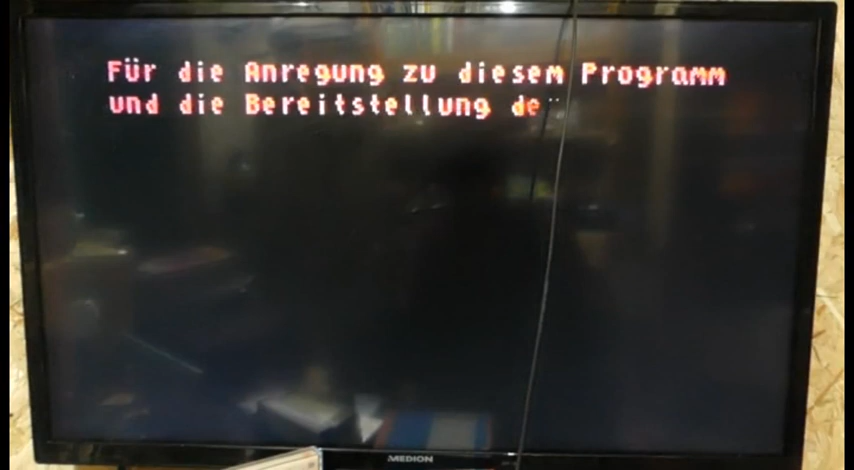 Für die Anregung zu diesem Programm
und die Bereitstellung de
MEDION